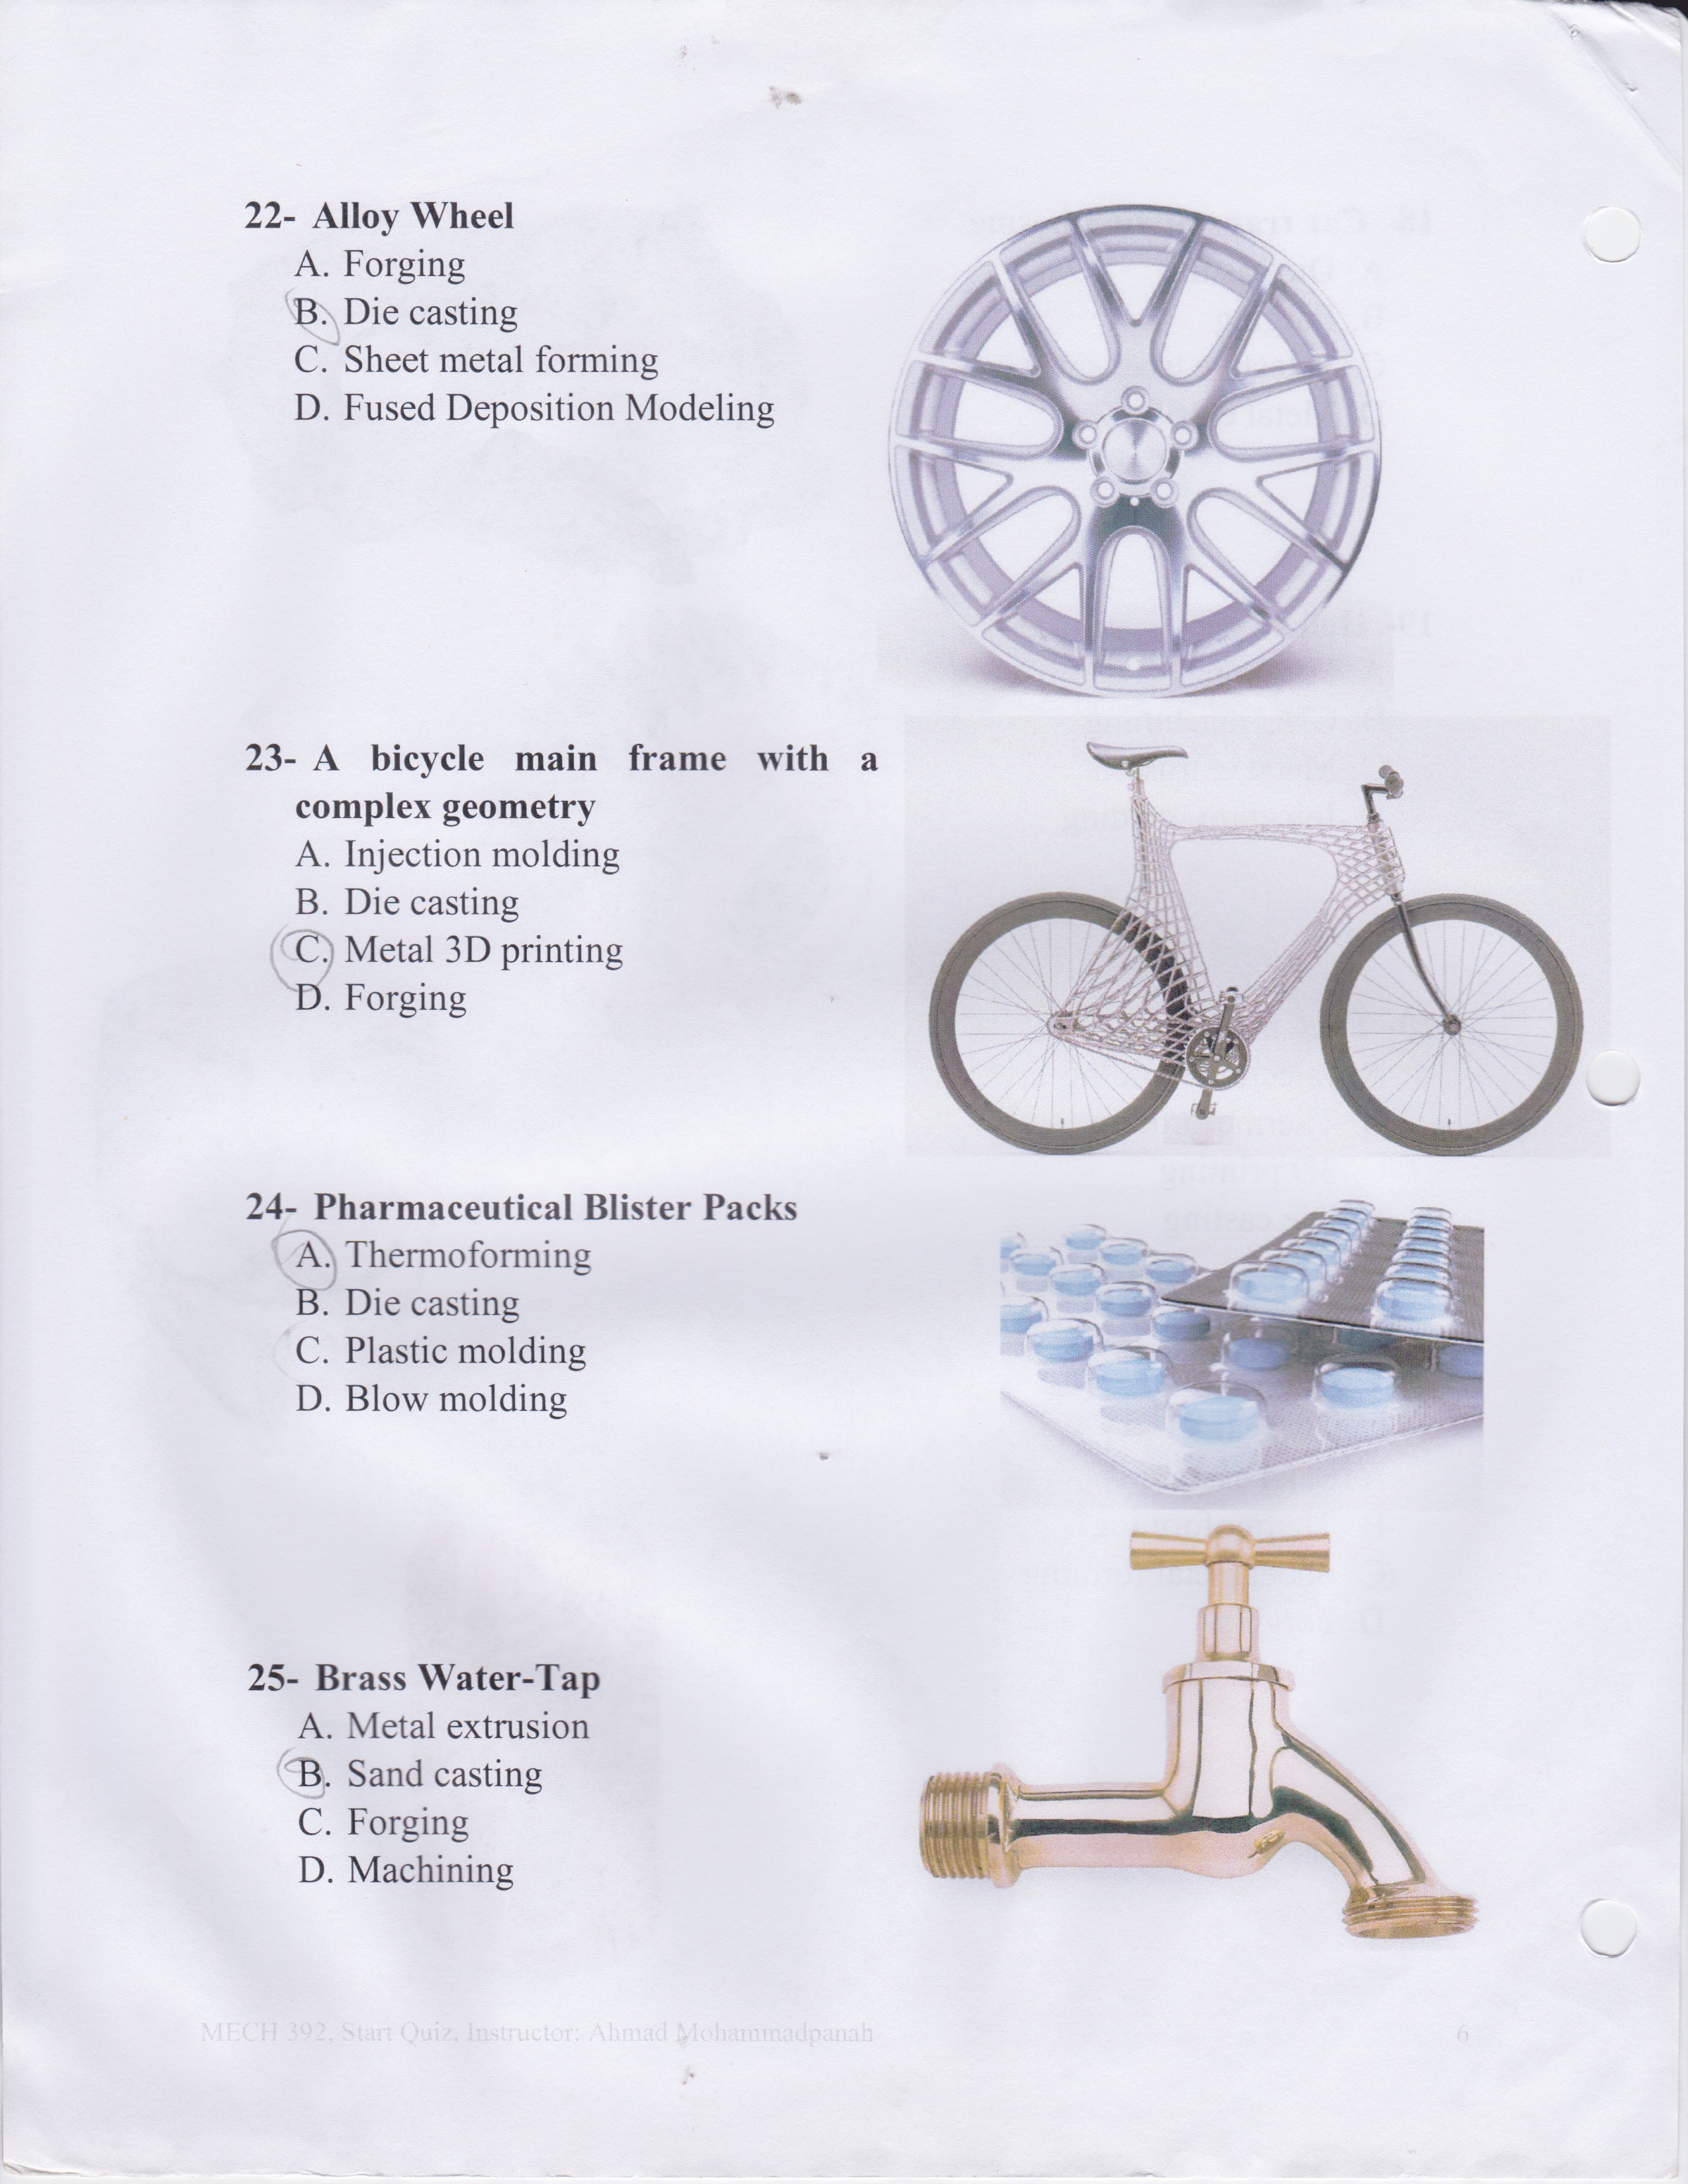 22- Alloy Wheel
A. Forging
B. Die casting
C. Sheet metal forming
D. Fused Deposition Modeling
23- A bicycle main frame with a
complex geometry
A. Injection molding
B. Die casting
C. Metal 3D printing
D. Forging
24- Pharmaceutical Blister Packs
A. Thermoforming
B. Die casting
C. Plastic molding
D. Blow molding
25- Brass Water-Tap
A. Metal extrusion
B. Sand casting
C. Forging
D. Machining
MECH 392, Start Quiz, Instructor: Ahmad Mohammadpanah 6